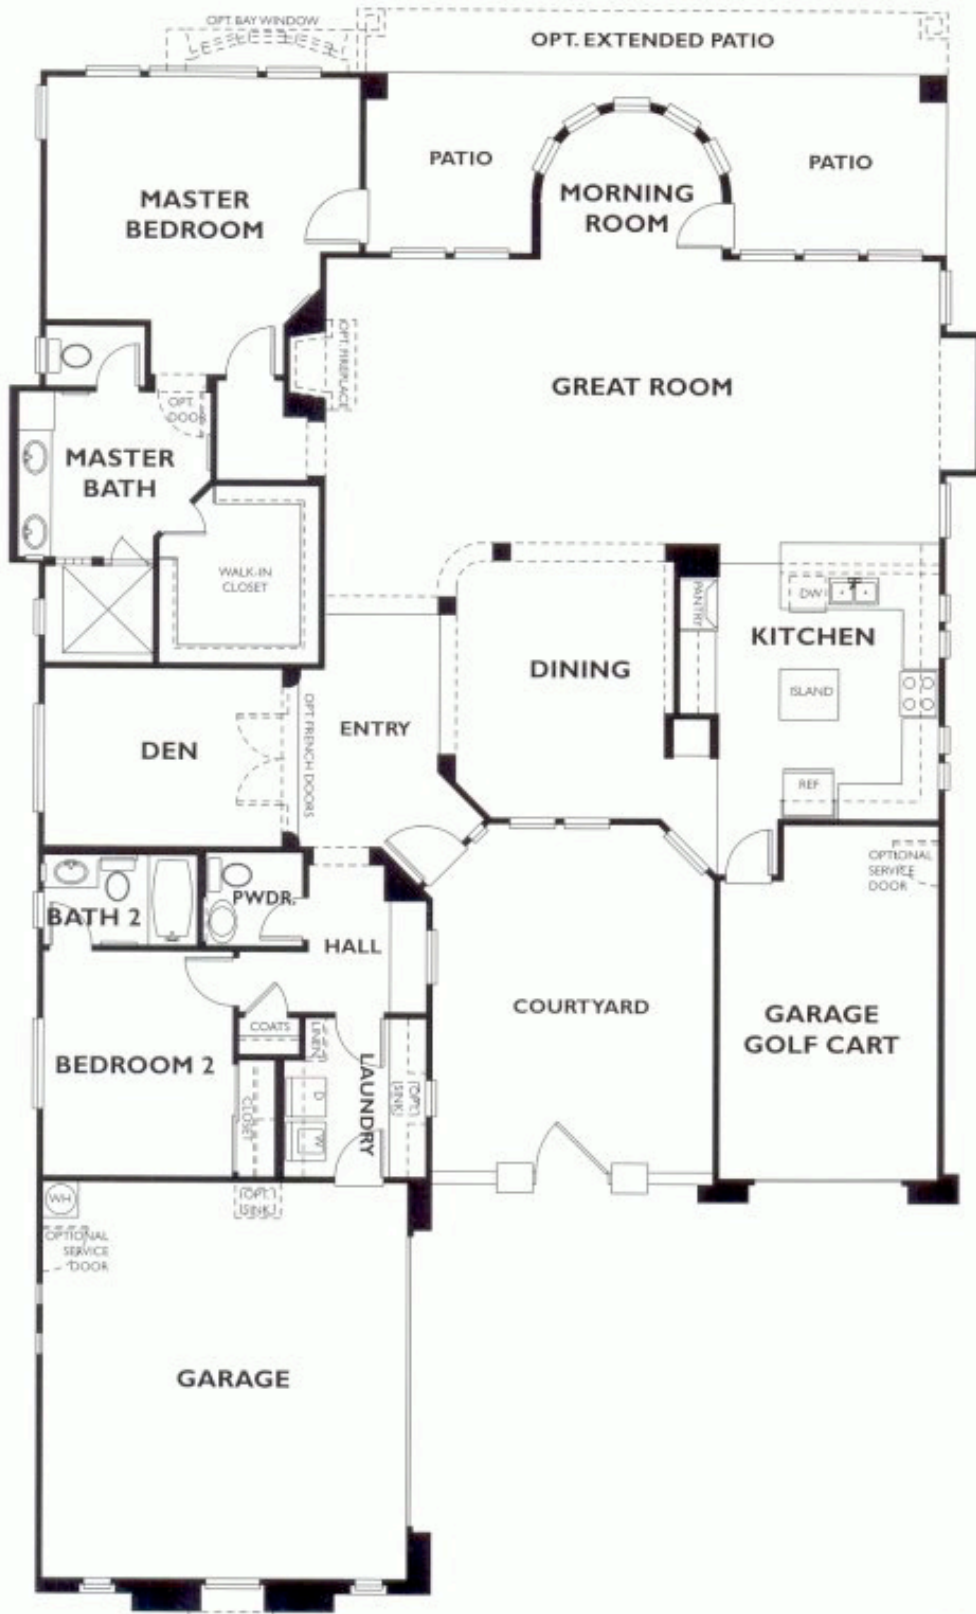 OPT. BAY WINDOW
OPT. EXTENDED PATIO
PATIO
PATIO
MASTER
BEDROOM
MORNING
ROOM
OPT. FIREPLACE
GREAT ROOM
OPT.
DOOR
MASTER
BATH
WALK-IN
CLOSET
PANTRY
DW
KITCHEN
DINING
ISLAND
DEN
OPT FRENCH DOORS
ENTRY
REF
OPTIONAL
SERVICE
DOOR
BATH 2
PWDR.
HALL
COURTYARD
GARAGE
GOLF CART
COATS
LINEN
BEDROOM 2
LAUNDRY
D
W
(OPT.)
(SINK)
CLOSET
WH
(OPT.)
(SINK)
OPTIONAL
SERVICE
DOOR
GARAGE